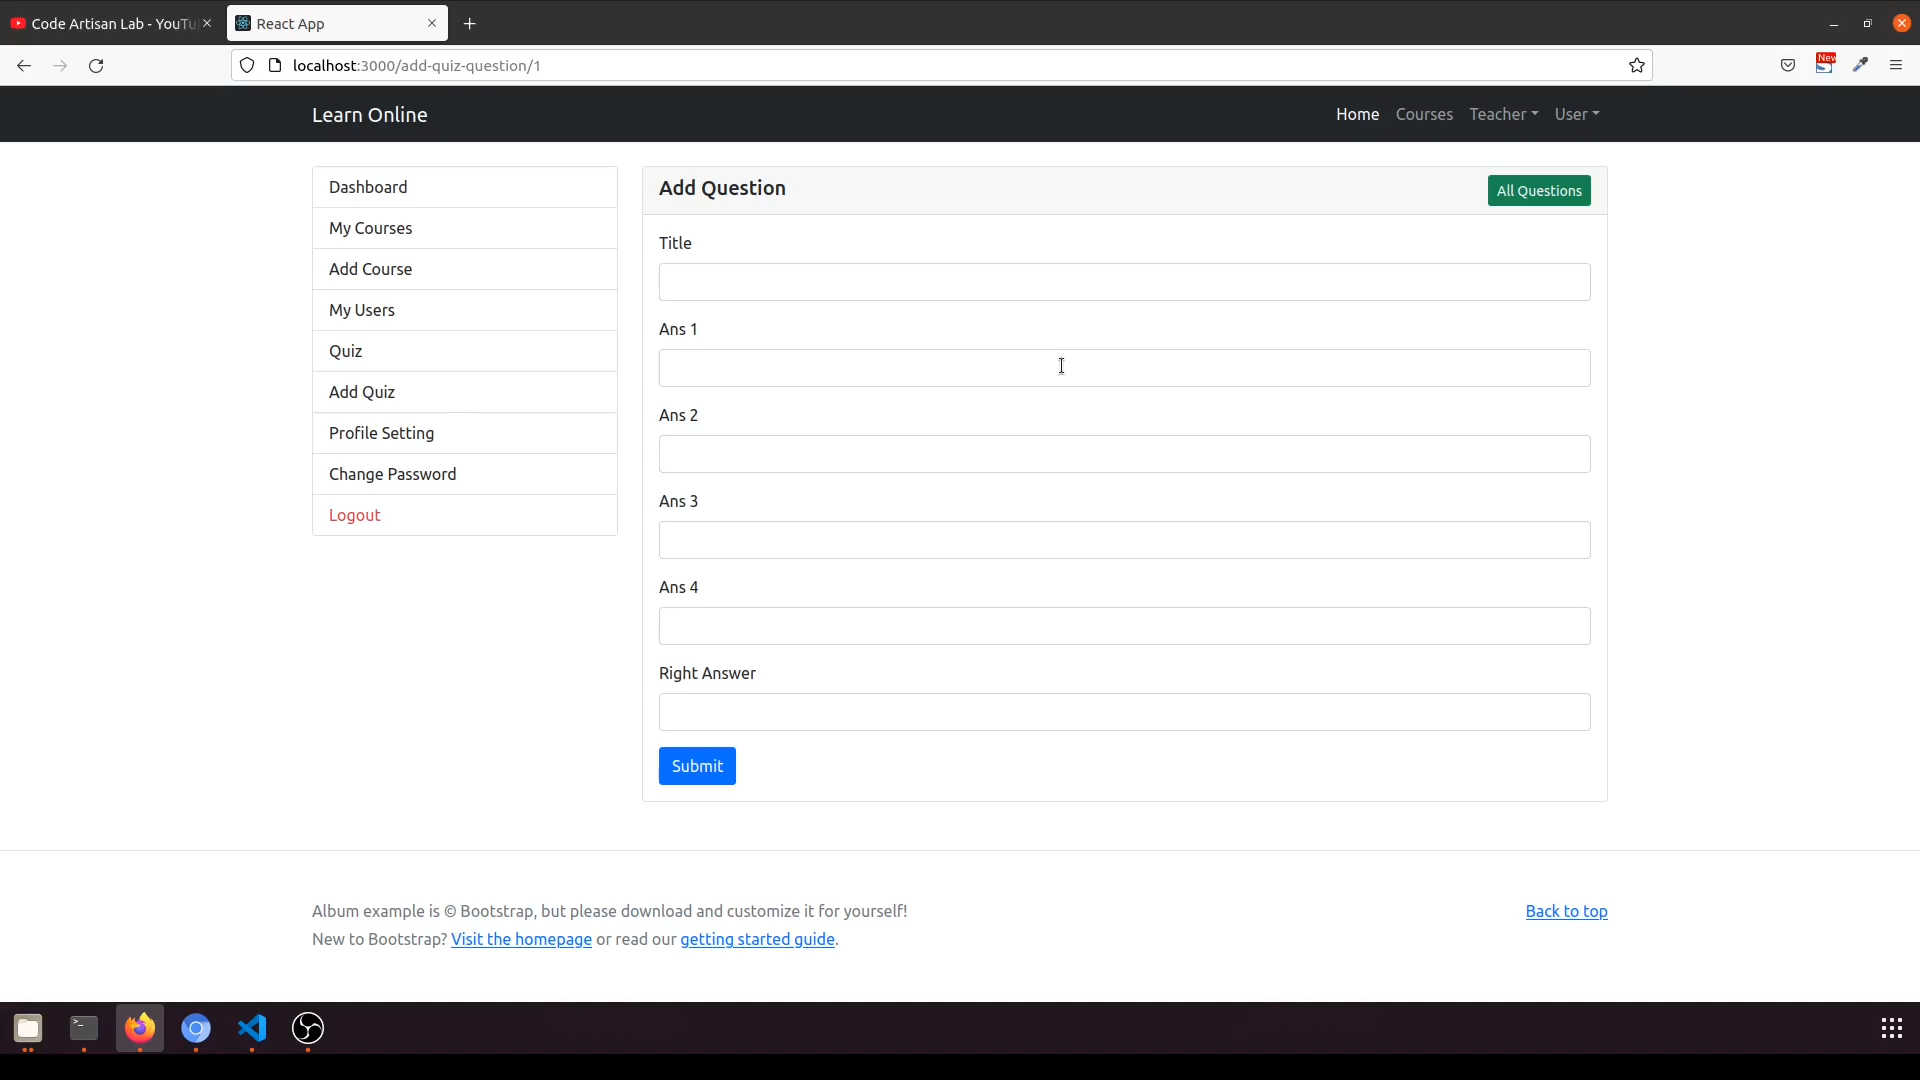 Code Artisan Lab - YouTu
React App
localhost:3000/add-quiz-question/1
New
Learn Online
Home Courses Teacher User
Dashboard
My Courses
Add Course
My Users
Quiz
Add Quiz
Profile Setting
Change Password
Logout
Add Question
All Questions
Title
Ans 1
Ans 2
Ans 3
Ans 4
Right Answer
Submit
Album example is © Bootstrap, but please download and customize it for yourself!
New to Bootstrap? Visit the homepage or read our getting started guide.
Back to top